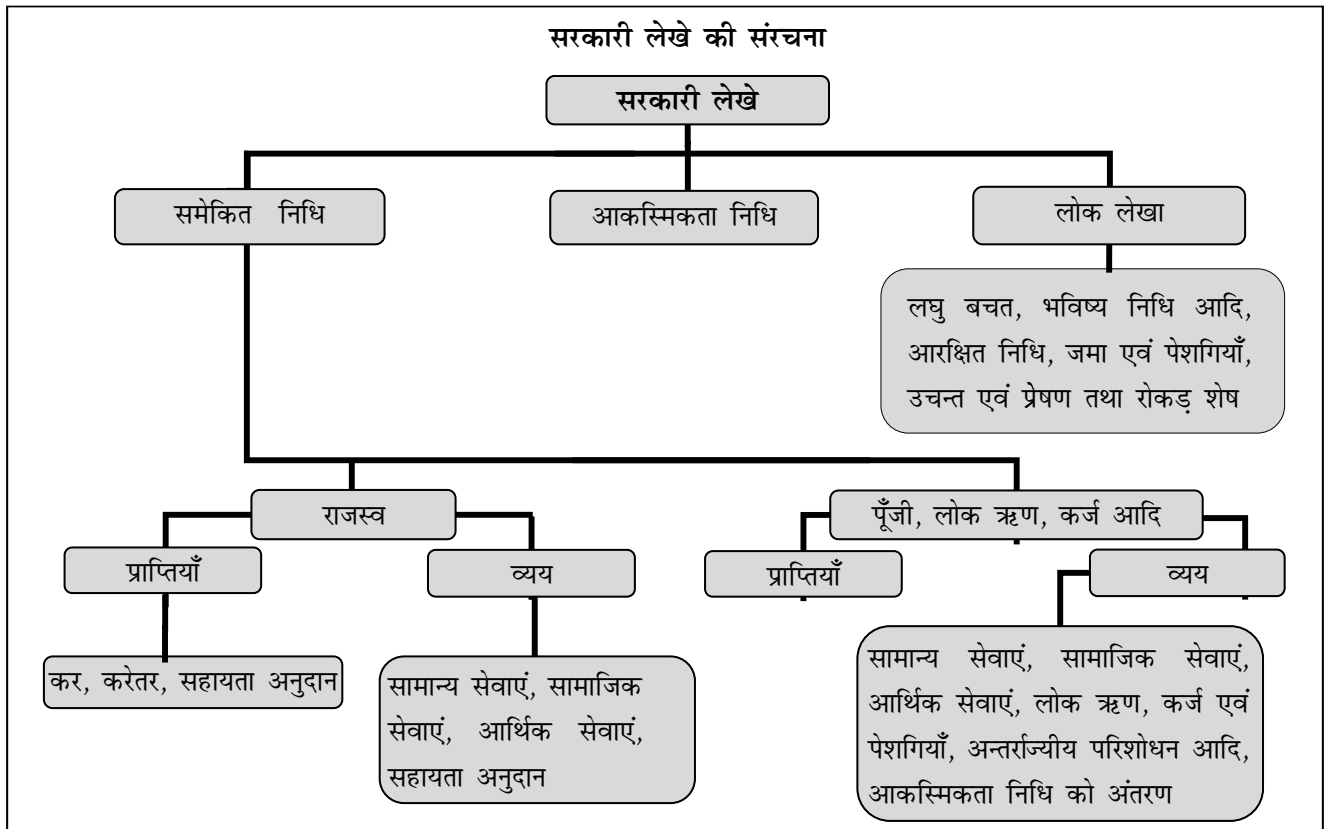 सरकारी लेखे की संरचना
सरकारी लेखे
समेकित निधि
आकस्मिकता निधि
लोक लेखा
लघु बचत, भविष्य निधि आदि,
आरक्षित निधि, जमा एवं पेशगियाँ,
उचन्त एवं प्रेषण तथा रोकड़ शेष
राजस्व
पूँजी, लोक ऋण, कर्ज आदि
प्राप्तियाँ
व्यय
प्राप्तियाँ
व्यय
कर, करेतर, सहायता अनुदान
सामान्य सेवाएं, सामाजिक
सेवाएं, आर्थिक सेवाएं,
सहायता अनुदान
सामान्य सेवाएं, सामाजिक सेवाएं,
आर्थिक सेवाएं, लोक ऋण, कर्ज एवं
पेशगियाँ, अन्तर्राज्यीय परिशोधन आदि,
आकस्मिकता निधि को अंतरण